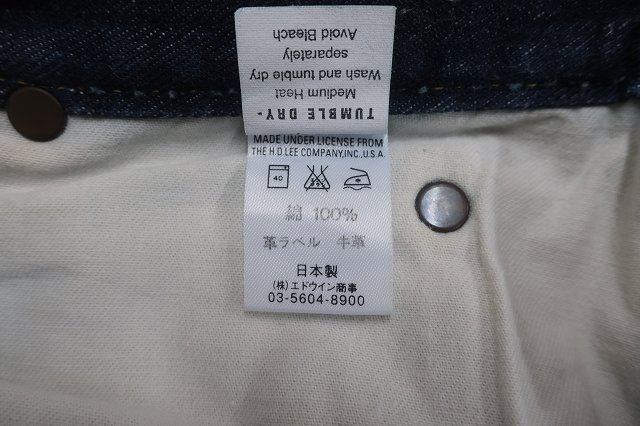 TUMBLE DRY-
Medium Heat
Wash and tumble dry
separately
Avoid Bleach
MADE UNDER LICENSE FROM
THE H.D.LEE COMPANY,INC.,U.S.A.
40
綿 100%
革ラベル 牛革
日本製
(株)エドウイン商事
03-5604-8900